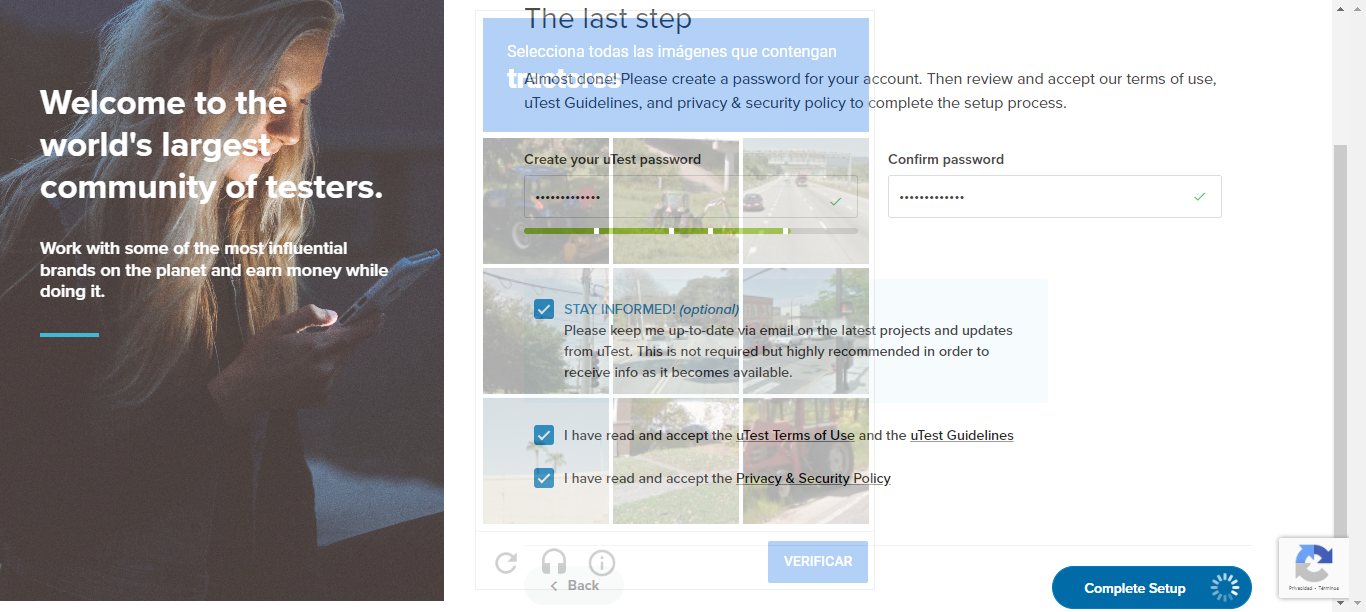 Welcome to the
world's largest
community of testers.
Work with some of the most influential
brands on the planet and earn money while
doing it.
The last step
Selecciona todas las imágenes que contengan
tractores
Almost done! Please create a password for your account. Then review and accept our terms of use,
uTest Guidelines, and privacy & security policy to complete the setup process.
Create your uTest password
Confirm password
•••••••••••••
•••••••••••••
STAY INFORMED! (optional)
Please keep me up-to-date via email on the latest projects and updates
from uTest. This is not required but highly recommended in order to
receive info as it becomes available.
I have read and accept the uTest Terms of Use and the uTest Guidelines
I have read and accept the Privacy & Security Policy
VERIFICAR
Back
Complete Setup
Privacidad - Términos